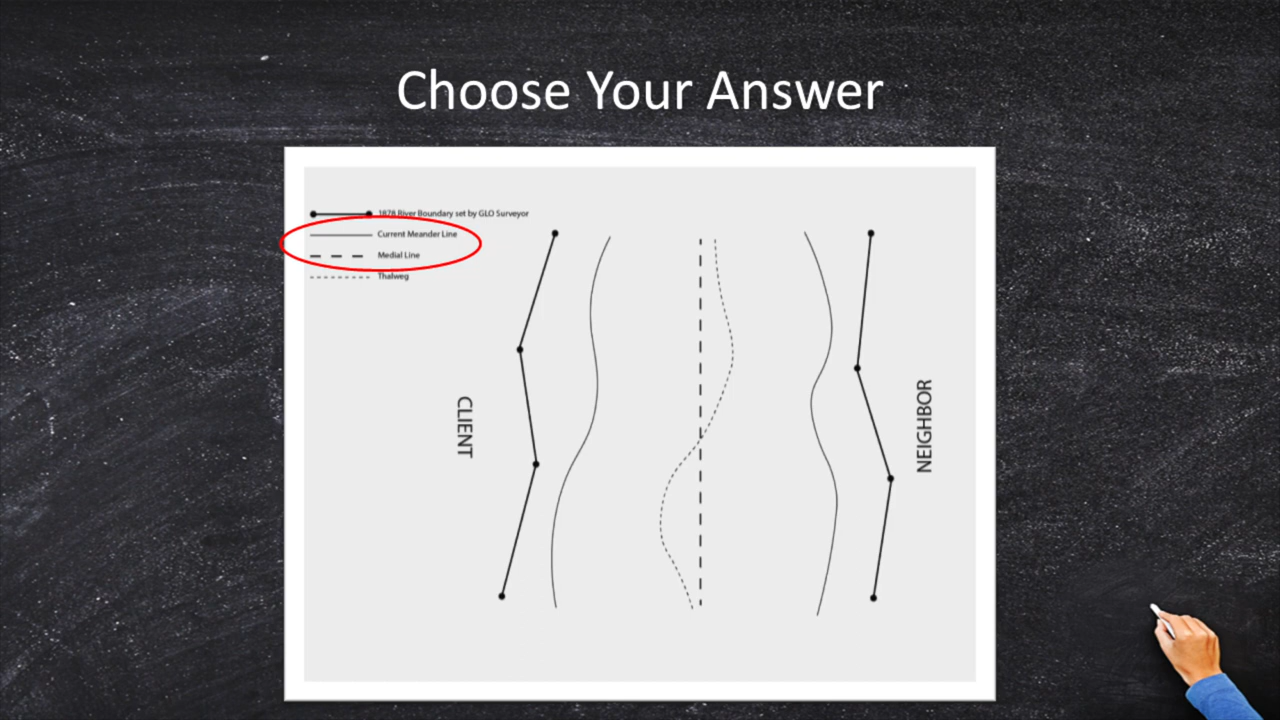 Choose Your Answer
1878 River Boundary set by GLO Surveyor
Current Meander Line
Medial Line
Thalweg
CLIENT
NEIGHBOR